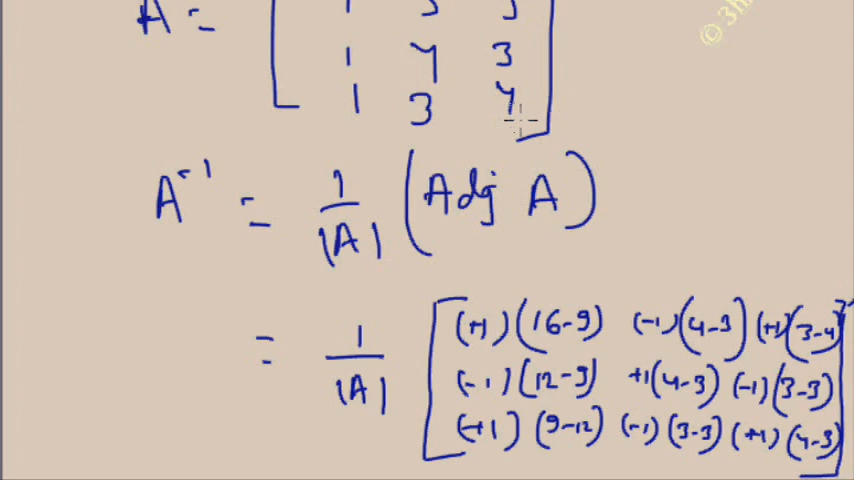 A = 1 3 3
1 4 3
1 3 4
A⁻¹ = 1/|A| (Adj A)
= 1/|A| [(+1)(16-9) (-1)(4-3) (+1)(3-4)
(-1)(12-9) +1(4-3) (-1)(3-3)
(+1)(9-12) (-1)(3-3) (+1)(4-3)]